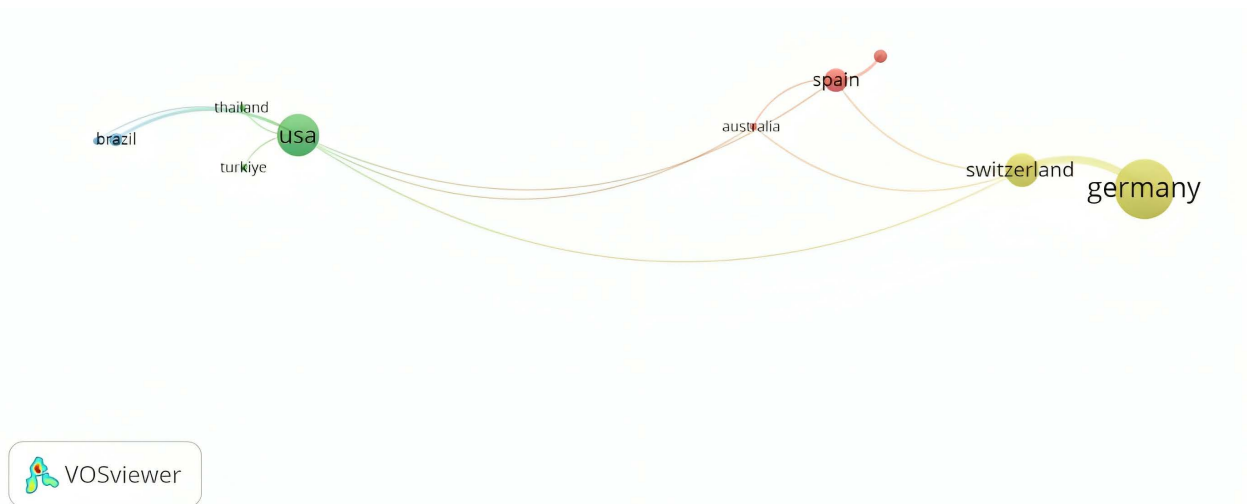 spain
thailand
usa
australia
brazil
turkiye
switzerland
germany
VOSviewer